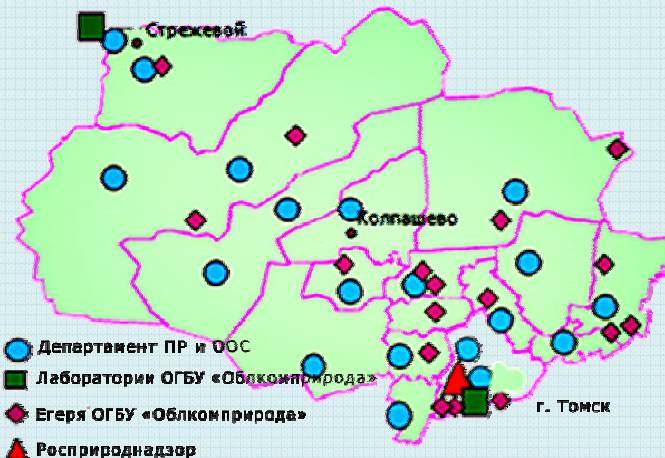 Стрежевой
Колпашево
Департамент ПР и ООС
Лаборатории ОГБУ «Облкомприрода»
Егеря ОГБУ «Облкомприрода»
г. Томск
Росприроднадзор